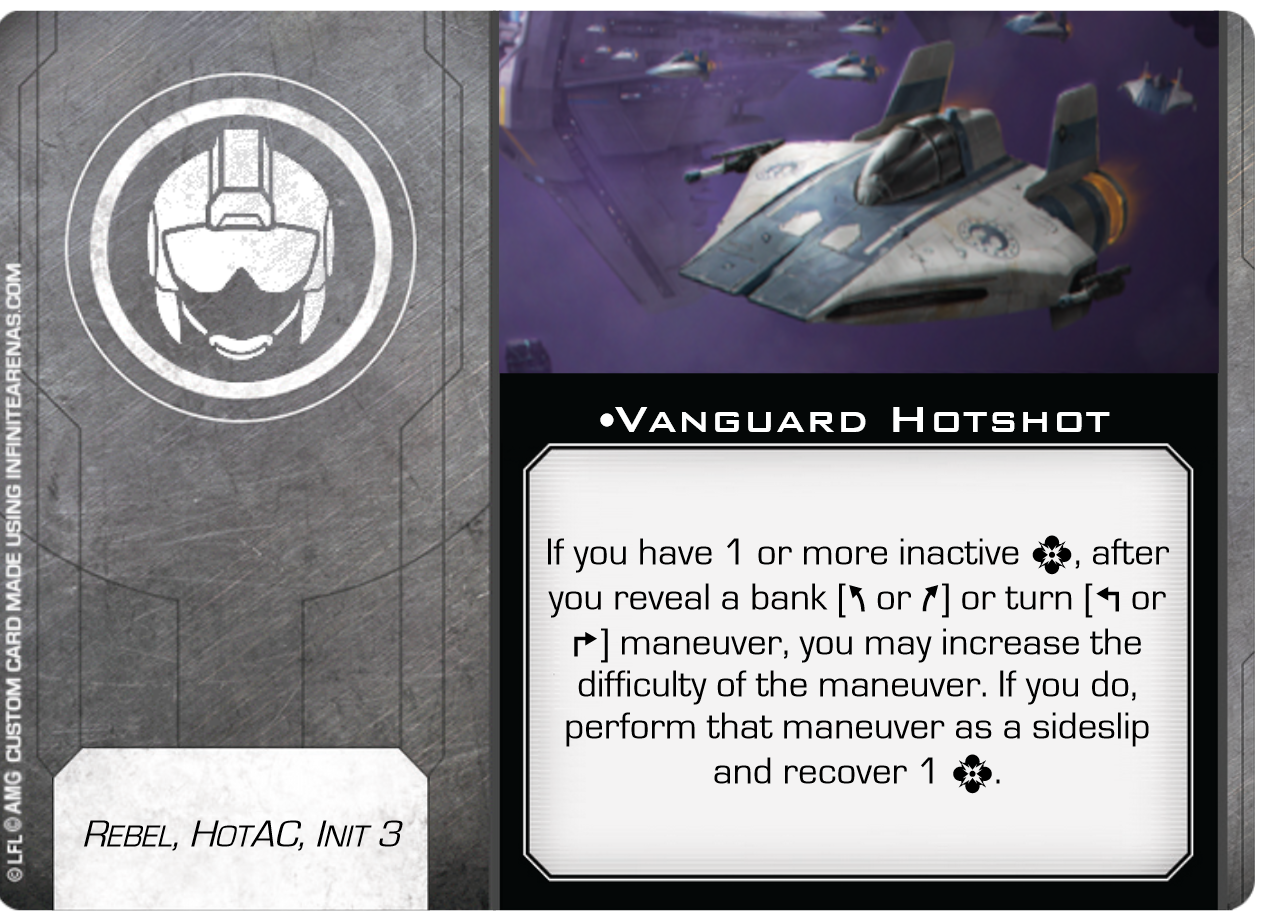 •Vanguard Hotshot
If you have 1 or more inactive , after
you reveal a bank [ or ] or turn [ or
] maneuver, you may increase the
difficulty of the maneuver. If you do,
perform that maneuver as a sideslip
and recover 1 .
Rebel, HotAC, Init 3
© LFL © AMG CUSTOM CARD MADE USING INFINITEARENAS.COM